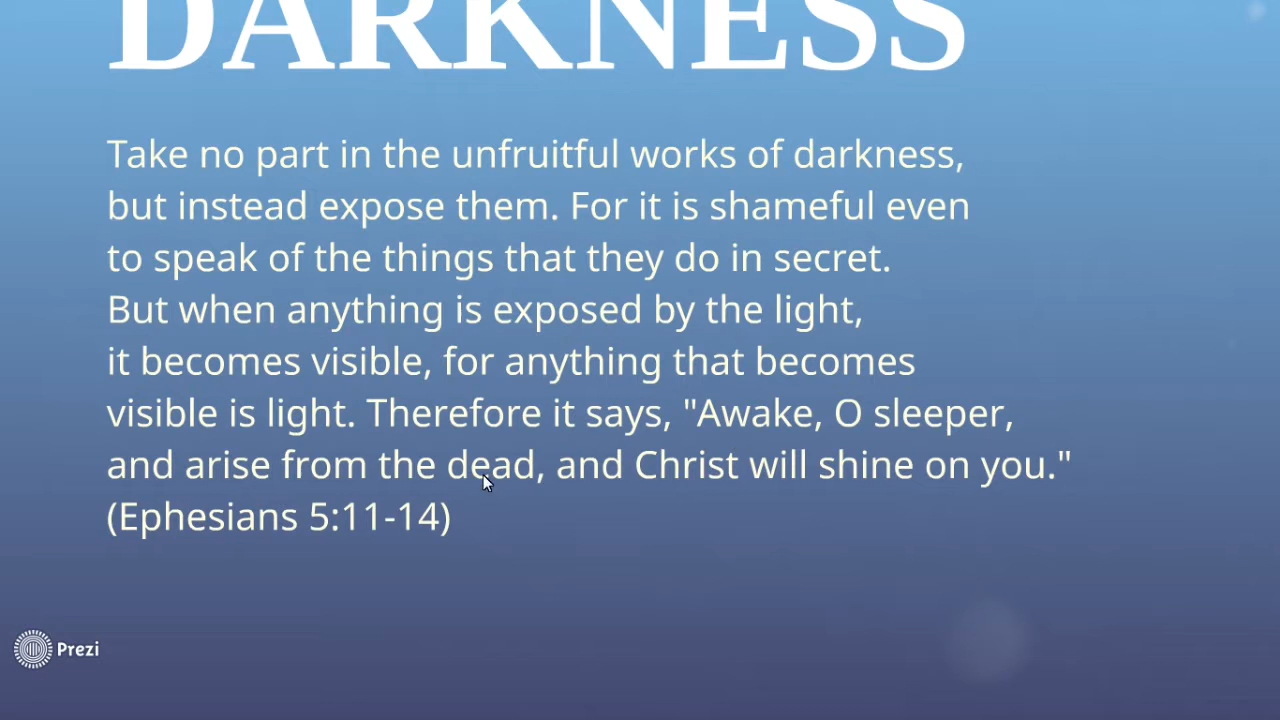 DARKNESS
Take no part in the unfruitful works of darkness,
but instead expose them. For it is shameful even
to speak of the things that they do in secret.
But when anything is exposed by the light,
it becomes visible, for anything that becomes
visible is light. Therefore it says, "Awake, O sleeper,
and arise from the dead, and Christ will shine on you."
(Ephesians 5:11-14)
Prezi